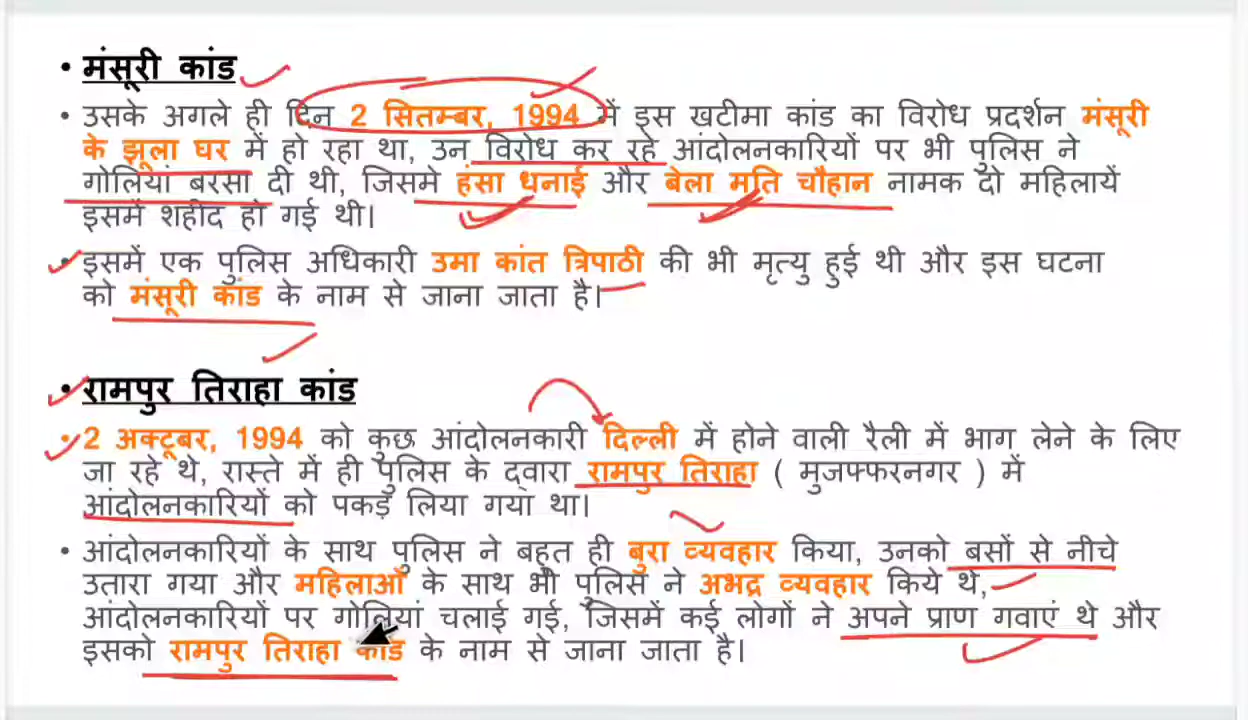 • मंसूरी कांड
• उसके अगले ही दिन 2 सितम्बर, 1994 में इस खटीमा कांड का विरोध प्रदर्शन मंसूरी
के झूला घर में हो रहा था, उन विरोध कर रहे आंदोलनकारियों पर भी पुलिस ने
गोलियां बरसा दी थी, जिसमें हंसा धनाई और बेला मति चौहान नामक दो महिलायें
इसमें शहीद हो गई थी।
• इसमें एक पुलिस अधिकारी उमा कांत त्रिपाठी की भी मृत्यु हुई थी और इस घटना
को मंसूरी कांड के नाम से जाना जाता है।
• रामपुर तिराहा कांड
• 2 अक्टूबर, 1994 को कुछ आंदोलनकारी दिल्ली में होने वाली रैली में भाग लेने के लिए
जा रहे थे, रास्ते में ही पुलिस के द्वारा रामपुर तिराहा ( मुजफ्फरनगर ) में
आंदोलनकारियों को पकड़ लिया गया था।
• आंदोलनकारियों के साथ पुलिस ने बहुत ही बुरा व्यवहार किया, उनको बसों से नीचे
उतारा गया और महिलाओं के साथ भी पुलिस ने अभद्र व्यवहार किये थे,
आंदोलनकारियों पर गोलियां चलाई गई, जिसमें कई लोगों ने अपने प्राण गवाएं थे और
इसको रामपुर तिराहा कांड के नाम से जाना जाता है।